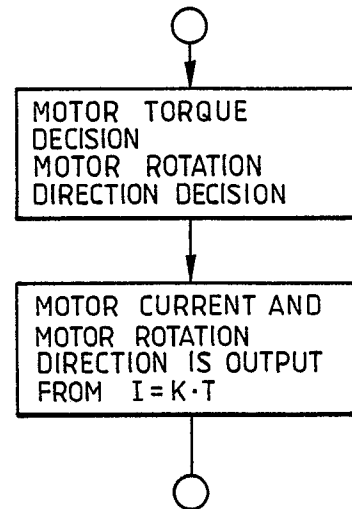 MOTOR TORQUE
DECISION
MOTOR ROTATION
DIRECTION DECISION
MOTOR CURRENT AND
MOTOR ROTATION
DIRECTION IS OUTPUT
FROM I=K·T